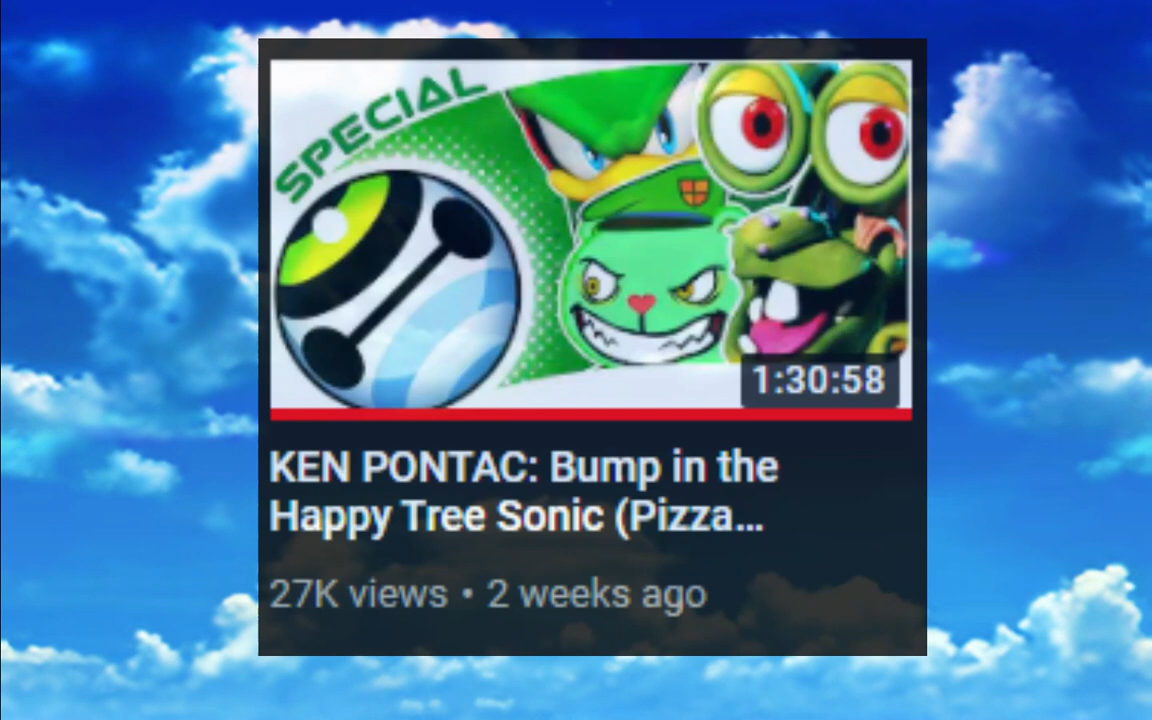 SPECIAL
1:30:58
KEN PONTAC: Bump in the
Happy Tree Sonic (Pizza...
27K views • 2 weeks ago